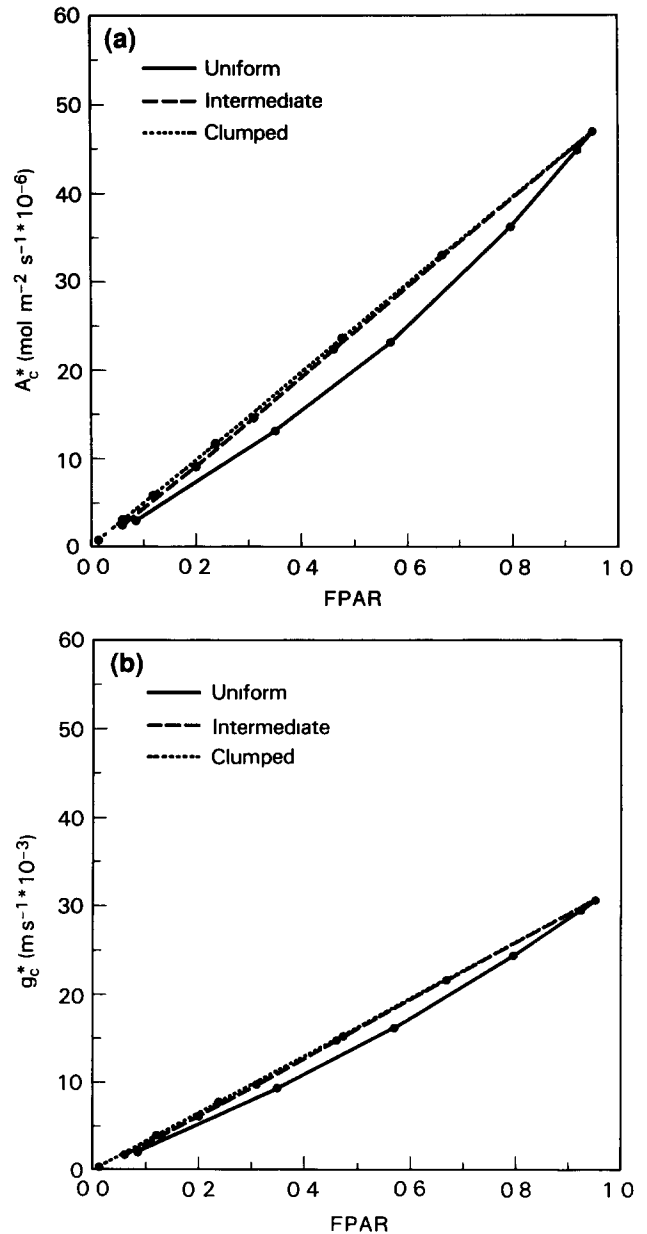 (a)
Uniform
Intermediate
Clumped
60
50
40
30
20
10
0
A*c (mol m−2 s−1*10−6)
0 0 0 2 0 4 0 6 0 8 1 0
FPAR
(b)
Uniform
Intermediate
Clumped
60
50
40
30
20
10
0
g*c (m s−1*10−3)
0 0 0 2 0 4 0 6 0 8 1 0
FPAR